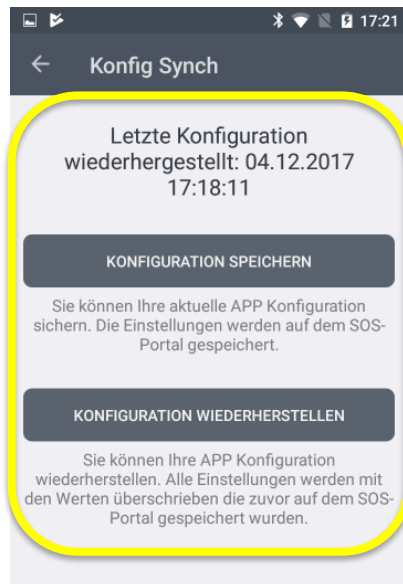 17:21
Konfig Synch
Letzte Konfiguration
wiederhergestellt: 04.12.2017
17:18:11
KONFIGURATION SPEICHERN
Sie können Ihre aktuelle APP Konfiguration
sichern. Die Einstellungen werden auf dem SOS-
Portal gespeichert.
KONFIGURATION WIEDERHERSTELLEN
Sie können Ihre APP Konfiguration
wiederherstellen. Alle Einstellungen werden mit
den Werten überschrieben die zuvor auf dem SOS-
Portal gespeichert wurden.